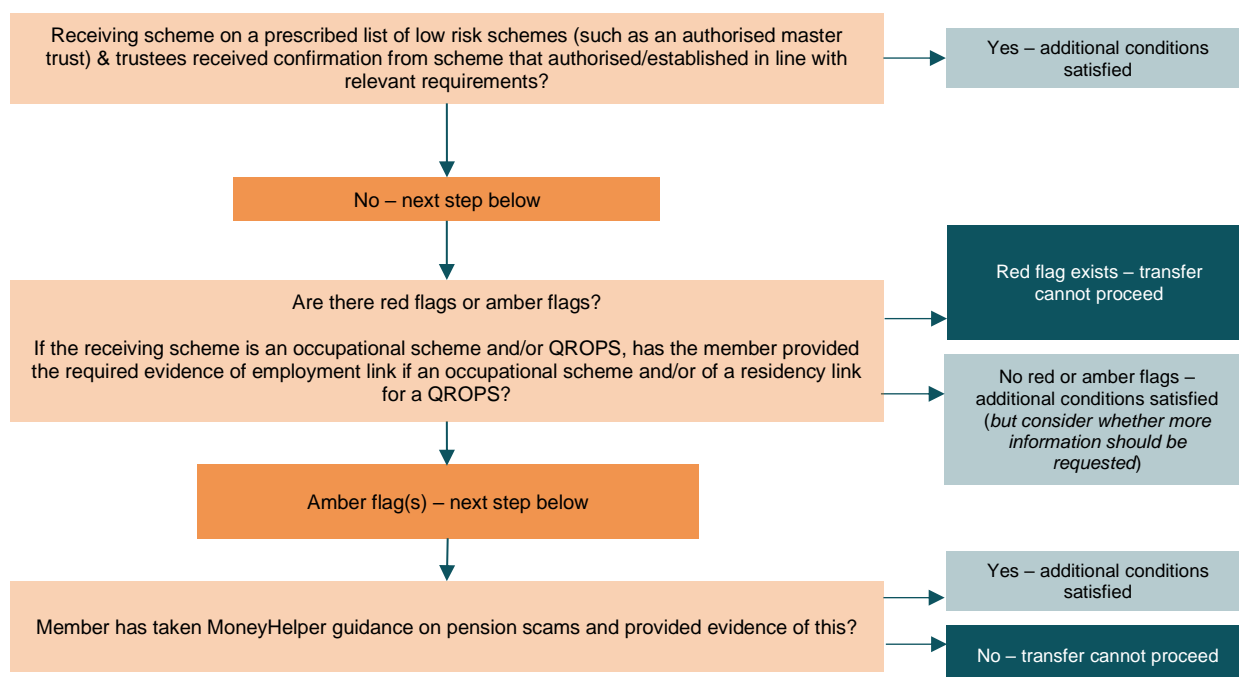 Receiving scheme on a prescribed list of low risk schemes (such as an authorised master
trust) & trustees received confirmation from scheme that authorised/established in line with
relevant requirements?
Yes – additional conditions
satisfied
No – next step below
Are there red flags or amber flags?
If the receiving scheme is an occupational scheme and/or QROPS, has the member provided
the required evidence of employment link if an occupational scheme and/or of a residency link
for a QROPS?
Red flag exists – transfer
cannot proceed
No red or amber flags –
additional conditions satisfied
(but consider whether more
information should be
requested)
Amber flag(s) – next step below
Member has taken MoneyHelper guidance on pension scams and provided evidence of this?
Yes – additional conditions
satisfied
No – transfer cannot proceed